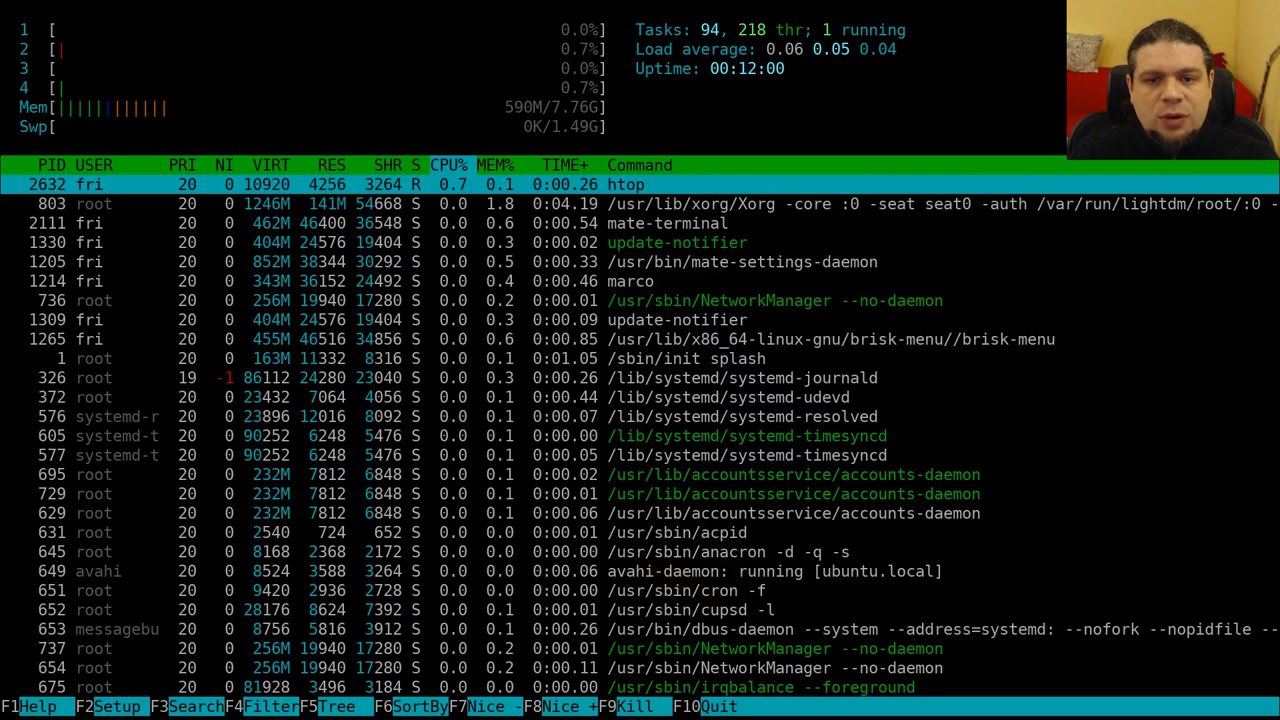 1 [ 0.0%] Tasks: 94, 218 thr; 1 running
2 [| 0.7%] Load average: 0.06 0.05 0.04
3 [ 0.0%] Uptime: 00:12:00
4 [| 0.7%]
Mem[|||||||||||| 590M/7.76G]
Swp[ 0K/1.49G]
PID USER PRI NI VIRT RES SHR S CPU% MEM% TIME+ Command
2632 fri 20 0 10920 4256 3264 R 0.7 0.1 0:00.26 htop
803 root 20 0 1246M 141M 54668 S 0.0 1.8 0:04.19 /usr/lib/xorg/Xorg -core :0 -seat seat0 -auth /var/run/lightdm/root/:0 -
2111 fri 20 0 462M 46400 36548 S 0.0 0.6 0:00.54 mate-terminal
1330 fri 20 0 404M 24576 19404 S 0.0 0.3 0:00.02 update-notifier
1205 fri 20 0 852M 38344 30292 S 0.0 0.5 0:00.33 /usr/bin/mate-settings-daemon
1214 fri 20 0 343M 36152 24492 S 0.0 0.4 0:00.46 marco
736 root 20 0 256M 19940 17280 S 0.0 0.2 0:00.01 /usr/sbin/NetworkManager --no-daemon
1309 fri 20 0 404M 24576 19404 S 0.0 0.3 0:00.09 update-notifier
1265 fri 20 0 455M 46516 34856 S 0.0 0.6 0:00.85 /usr/lib/x86_64-linux-gnu/brisk-menu//brisk-menu
1 root 20 0 163M 11332 8316 S 0.0 0.1 0:01.05 /sbin/init splash
326 root 19 -1 86112 24280 23040 S 0.0 0.3 0:00.26 /lib/systemd/systemd-journald
372 root 20 0 23432 7064 4056 S 0.0 0.1 0:00.44 /lib/systemd/systemd-udevd
576 systemd-r 20 0 23896 12016 8092 S 0.0 0.1 0:00.07 /lib/systemd/systemd-resolved
605 systemd-t 20 0 90252 6248 5476 S 0.0 0.1 0:00.00 /lib/systemd/systemd-timesyncd
577 systemd-t 20 0 90252 6248 5476 S 0.0 0.1 0:00.05 /lib/systemd/systemd-timesyncd
695 root 20 0 232M 7812 6848 S 0.0 0.1 0:00.02 /usr/lib/accountsservice/accounts-daemon
729 root 20 0 232M 7812 6848 S 0.0 0.1 0:00.01 /usr/lib/accountsservice/accounts-daemon
629 root 20 0 232M 7812 6848 S 0.0 0.1 0:00.06 /usr/lib/accountsservice/accounts-daemon
631 root 20 0 2540 724 652 S 0.0 0.0 0:00.01 /usr/sbin/acpid
645 root 20 0 8168 2368 2172 S 0.0 0.0 0:00.00 /usr/sbin/anacron -d -q -s
649 avahi 20 0 8524 3588 3264 S 0.0 0.0 0:00.06 avahi-daemon: running [ubuntu.local]
651 root 20 0 9420 2936 2728 S 0.0 0.0 0:00.00 /usr/sbin/cron -f
652 root 20 0 28176 8624 7392 S 0.0 0.1 0:00.01 /usr/sbin/cupsd -l
653 messagebu 20 0 8756 5816 3912 S 0.0 0.1 0:00.26 /usr/bin/dbus-daemon --system --address=systemd: --nofork --nopidfile --
737 root 20 0 256M 19940 17280 S 0.0 0.2 0:00.01 /usr/sbin/NetworkManager --no-daemon
654 root 20 0 256M 19940 17280 S 0.0 0.2 0:00.11 /usr/sbin/NetworkManager --no-daemon
675 root 20 0 81928 3496 3184 S 0.0 0.0 0:00.00 /usr/sbin/irqbalance --foreground
F1Help F2Setup F3SearchF4FilterF5Tree F6SortByF7Nice -F8Nice +F9Kill F10Quit